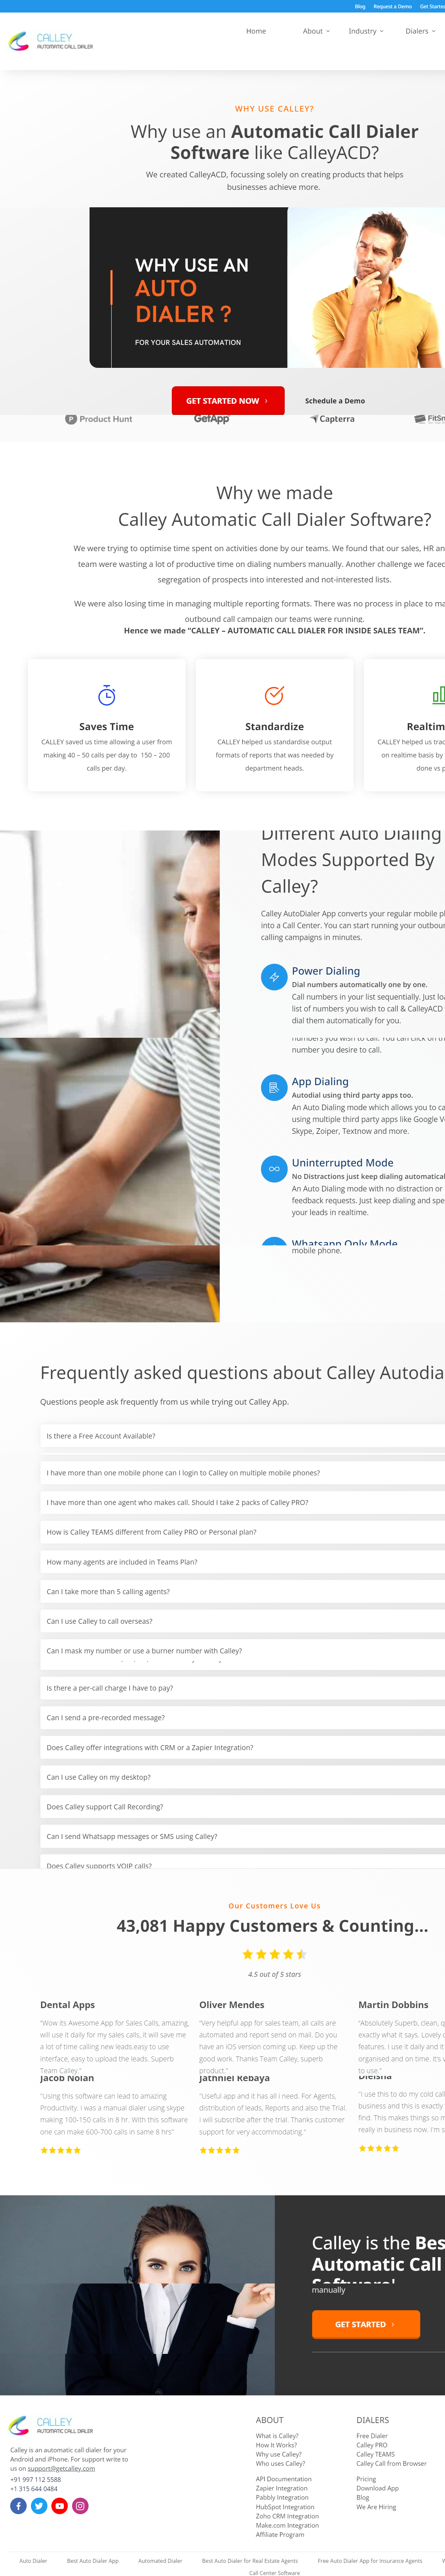 Blog Request a Demo Get Started
CALLEY
AUTOMATIC CALL DIALER
Home About Industry Dialers
WHY USE CALLEY?
Why use an Automatic Call Dialer
Software like CalleyACD?
We created CalleyACD, focussing solely on creating products that helps
businesses achieve more.
WHY USE AN
AUTO
DIALER ?
FOR YOUR SALES AUTOMATION
GET STARTED NOW
Schedule a Demo
Product Hunt GetApp Capterra
Why we made
Calley Automatic Call Dialer Software?
We were trying to optimise time spent on activities done by our teams. We found that our sales, HR an
team were wasting a lot of productive time on dialing numbers manually. Another challenge we faced
segregation of prospects into interested and not-interested lists.
We were also losing time in managing multiple reporting formats. There was no process in place to ma
outbound call campaign our teams were running.
Hence we made “CALLEY – AUTOMATIC CALL DIALER FOR INSIDE SALES TEAM”.
Saves Time
CALLEY saved us time allowing a user from
making 40 – 50 calls per day to 150 – 200
calls per day.
Standardize
CALLEY helped us standardise output
formats of reports that was needed by
department heads.
Realtim
CALLEY helped us trac
on realtime basis by
done vs p
Different Auto Dialing
Modes Supported By
Calley?
Calley AutoDialer App converts your regular mobile pl
into a Call Center. You can start running your outboun
calling campaigns in minutes.
Power Dialing
Dial numbers automatically one by one.
Call numbers in your list sequentially. Just loa
list of numbers you wish to call & CalleyACD
dial them automatically for you.
numbers you wish to call. You can click on th
number you desire to call.
App Dialing
Autodial using third party apps too.
An Auto Dialing mode which allows you to ca
using multiple third party apps like Google V
Skype, Zoiper, Textnow and more.
Uninterrupted Mode
No Distractions just keep dialing automatical
An Auto Dialing mode with no distraction or
feedback requests. Just keep dialing and spe
your leads in realtime.
Whatsapp Only Mode
mobile phone.
Frequently asked questions about Calley Autodia
Questions people ask frequently from us while trying out Calley App.
Is there a Free Account Available?
I have more than one mobile phone can I login to Calley on multiple mobile phones?
I have more than one agent who makes call. Should I take 2 packs of Calley PRO?
How is Calley TEAMS different from Calley PRO or Personal plan?
How many agents are included in Teams Plan?
Can I take more than 5 calling agents?
Can I use Calley to call overseas?
Can I mask my number or use a burner number with Calley?
Is there a per-call charge I have to pay?
Can I send a pre-recorded message?
Does Calley offer integrations with CRM or a Zapier Integration?
Can I use Calley on my desktop?
Does Calley support Call Recording?
Can I send Whatsapp messages or SMS using Calley?
Does Calley supports VOIP calls?
Our Customers Love Us
43,081 Happy Customers & Counting...
4.5 out of 5 stars
Dental Apps
“Wow its Awesome App for Sales Calls, amazing,
will use it daily for my sales calls, it will save me
a lot of time calling new leads.easy to use
interface, easy to upload the leads. Superb
Team Calley.”
Oliver Mendes
“Very helpful app for sales team, all calls are
automated and report send on mail. Do you
have an iOS version coming up. Keep up the
good work. Thanks Team Calley, superb
product.”
Martin Dobbins
“Absolutely Superb, clean, q
exactly what it says. Lovely c
features. I use it daily and it
organised and on time. It’s v
to use.”
Jacob Nolan
“Using this software can lead to amazing
Productivity. I was a manual dialer using skype
making 100-150 calls in 8 hr. With this software
one can make 600-700 calls in same 8 hrs”
Jathniel Rebaya
“Useful app and it has all i need. For Agents,
distribution of leads, Reports and also the Trial.
I will subscribe after the trial. Thanks customer
support for very accommodating.”
“I use this to do my cold call
business and this is exactly
find. This makes things so m
really in business now. I’m s
Calley is the Bes
Automatic Call
Software!
manually
GET STARTED
CALLEY
AUTOMATIC CALL DIALER
Calley is an automatic call dialer for your
Android and iPhone. For support write to
us on support@getcalley.com
+91 997 112 5588
+1 315 644 0484
ABOUT
What is Calley?
How It Works?
Why use Calley?
Who uses Calley?
API Documentation
Zapier Integration
Pabbly Integration
HubSpot Integration
Zoho CRM Integration
Make.com Integration
Affiliate Program
DIALERS
Free Dialer
Calley PRO
Calley TEAMS
Calley Call from Browser
Pricing
Download App
Blog
We Are Hiring
Auto Dialer Best Auto Dialer App Automated Dialer Best Auto Dialer for Real Estate Agents Free Auto Dialer App for Insurance Agents
Call Center Software